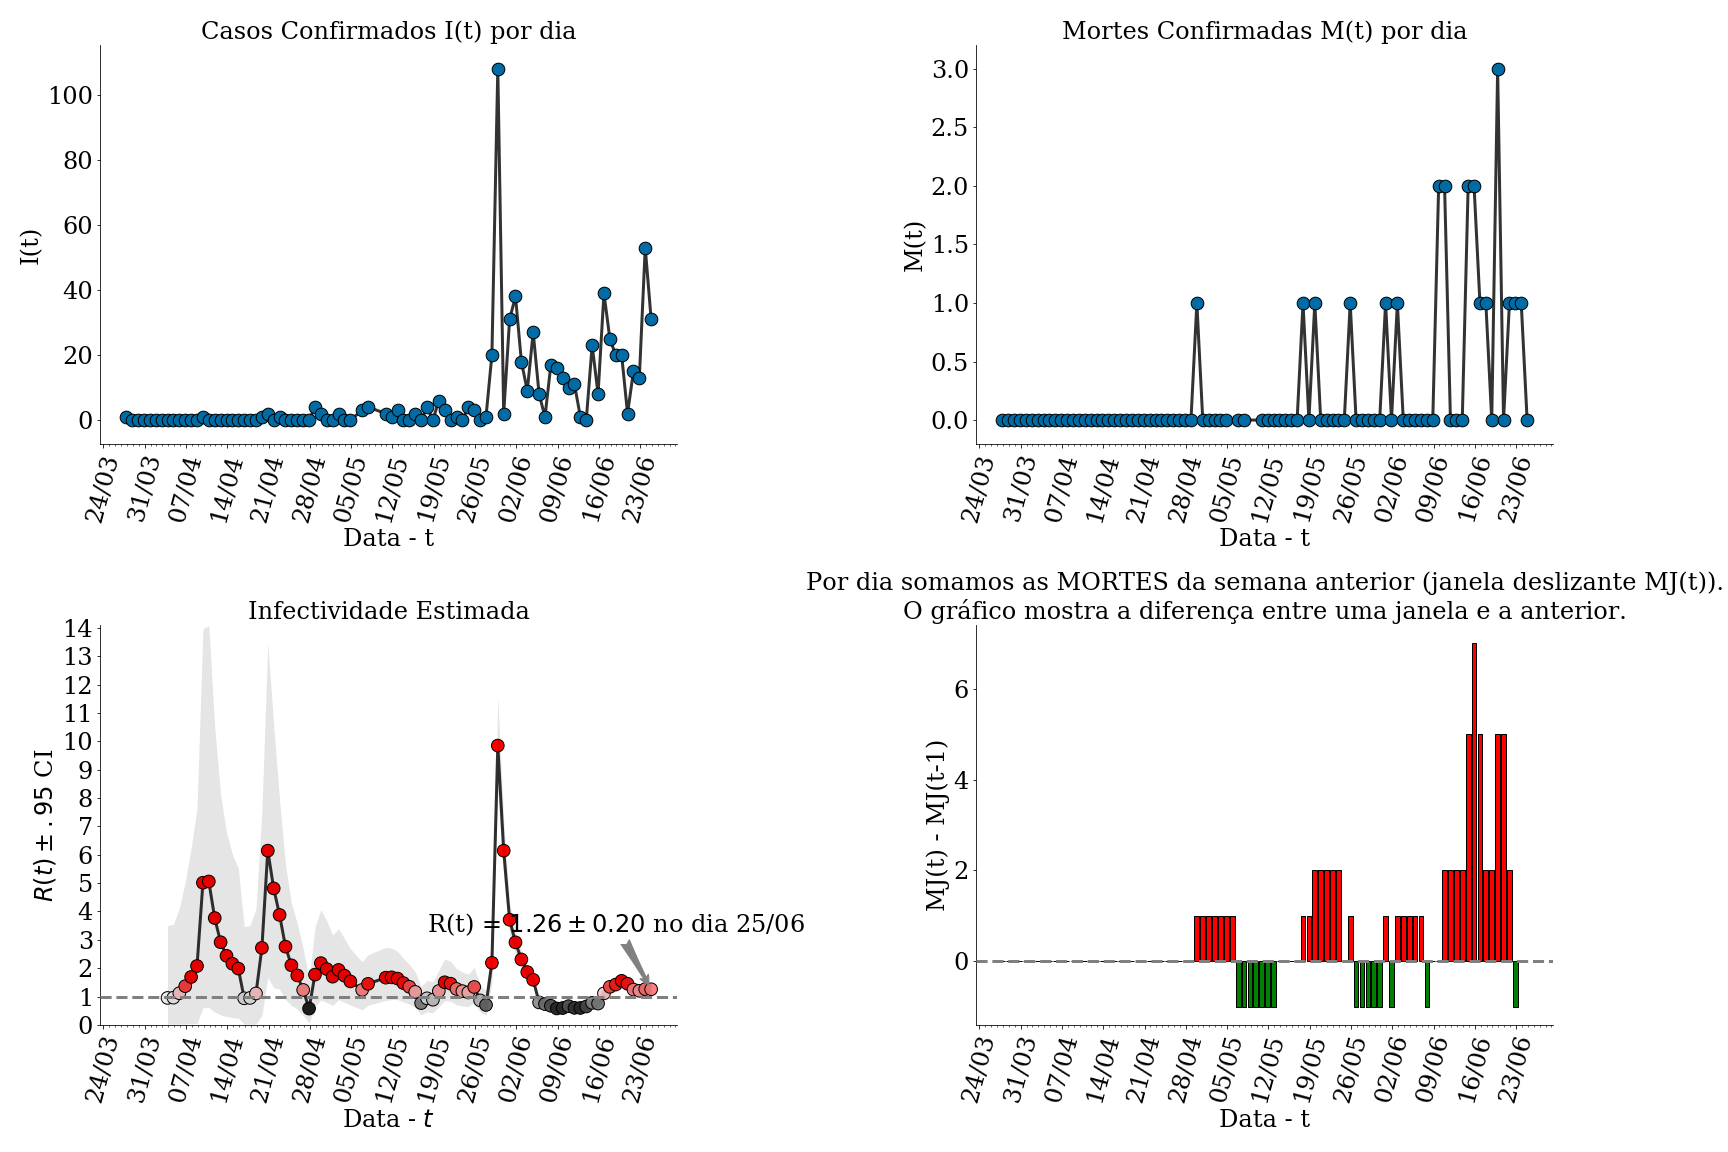 Casos Confirmados I(t) por dia
I(t)
100
80
60
40
20
0
24/03 31/03 07/04 14/04 21/04 28/04 05/05 12/05 19/05 26/05 02/06 09/06 16/06 23/06
Data - t
Mortes Confirmadas M(t) por dia
M(t)
3.0
2.5
2.0
1.5
1.0
0.5
0.0
24/03 31/03 07/04 14/04 21/04 28/04 05/05 12/05 19/05 26/05 02/06 09/06 16/06 23/06
Data - t
Infectividade Estimada
R(t) ± .95 CI
14
13
12
11
10
9
8
7
6
5
4
3
2
1
0
R(t) = 1.26 ± 0.20 no dia 25/06
24/03 31/03 07/04 14/04 21/04 28/04 05/05 12/05 19/05 26/05 02/06 09/06 16/06 23/06
Data - t
Por dia somamos as MORTES da semana anterior (janela deslizante MJ(t)).
O gráfico mostra a diferença entre uma janela e a anterior.
MJ(t) - MJ(t-1)
6
4
2
0
24/03 31/03 07/04 14/04 21/04 28/04 05/05 12/05 19/05 26/05 02/06 09/06 16/06 23/06
Data - t